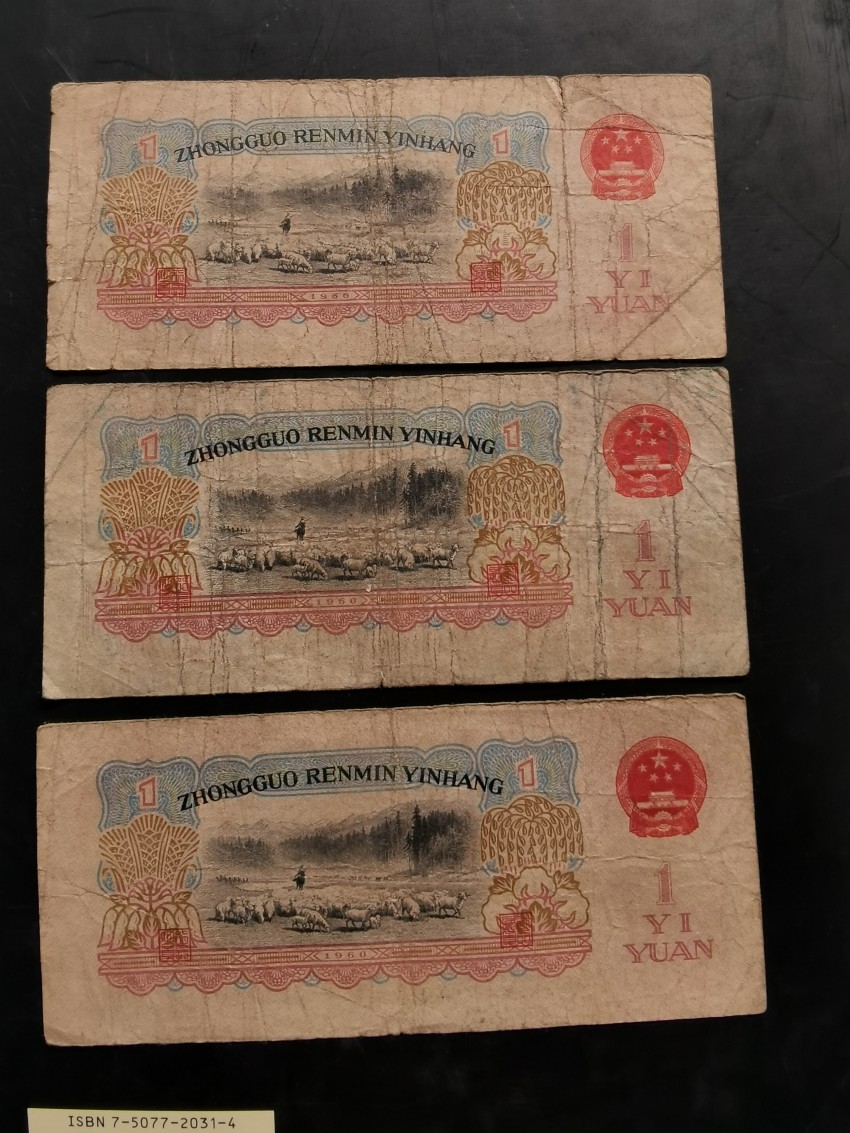 1
ZHONGGUO RENMIN YINHANG
1
1
YI
YUAN
1960
1
ZHONGGUO RENMIN YINHANG
1
1
YI
YUAN
1960
1
ZHONGGUO RENMIN YINHANG
1
1
YI
YUAN
1960
ISBN 7-5077-2031-4